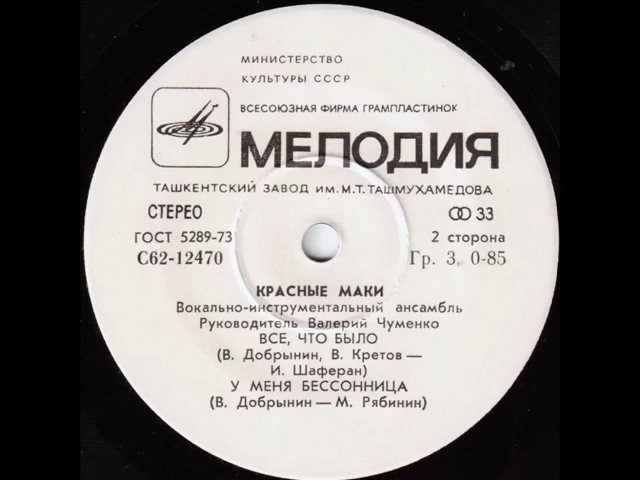 МИНИСТЕРСТВО
КУЛЬТУРЫ СССР
ВСЕСОЮЗНАЯ ФИРМА ГРАМПЛАСТИНОК
МЕЛОДИЯ
ТАШКЕНТСКИЙ ЗАВОД ИМ. М.Т. ТАШМУХАМЕДОВА
СТЕРЕО 33
ГОСТ 5289-73 2 сторона
С62-12470 Гр. 3. 0-85
КРАСНЫЕ МАКИ
Вокально-инструментальный ансамбль
Руководитель Валерий Чуменко
ВСЕ, ЧТО БЫЛО
(В. Добрынин, В. Кретов —
И. Шаферан)
У МЕНЯ БЕССОННИЦА
(В. Добрынин — М. Рябинин)